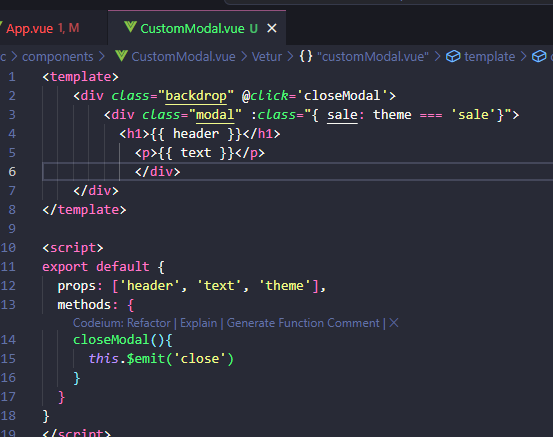 App.vue 1, M
CustomModal.vue U
c > components > CustomModal.vue > Vetur > {} "customModal.vue" > template >
1 <template>
2 <div class="backdrop" @click='closeModal'>
3 <div class="modal" :class="{ sale: theme === 'sale'}">
4 <h1>{{ header }}</h1>
5 <p>{{ text }}</p>
6 </div>
7 </div>
8 </template>
9
10 <script>
11 export default {
12 props: ['header', 'text', 'theme'],
13 methods: {
Codeium: Refactor | Explain | Generate Function Comment | X
14 closeModal(){
15 this.$emit('close')
16 }
17 }
18 }
19 </script>